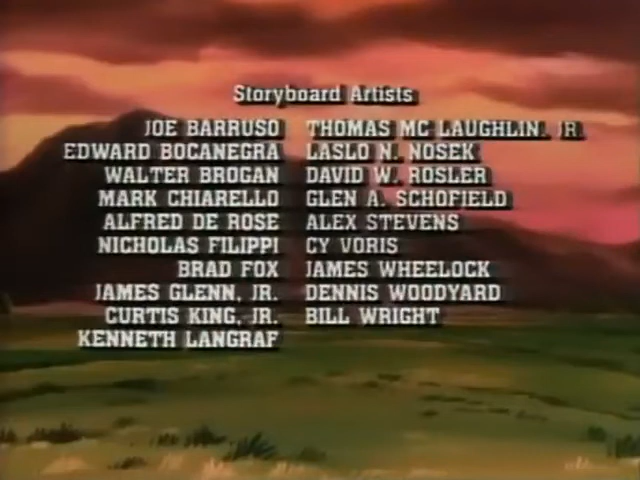 Storyboard Artists
JOE BARRUSO THOMAS MC LAUGHLIN, JR.
EDWARD BOCANEGRA LASLO N. NOSEK
WALTER BROGAN DAVID W. ROSLER
MARK CHIARELLO GLEN A. SCHOFIELD
ALFRED DE ROSE ALEX STEVENS
NICHOLAS FILIPPI CY VORIS
BRAD FOX JAMES WHEELOCK
JAMES GLENN, JR. DENNIS WOODYARD
CURTIS KING, JR. BILL WRIGHT
KENNETH LANGRAF